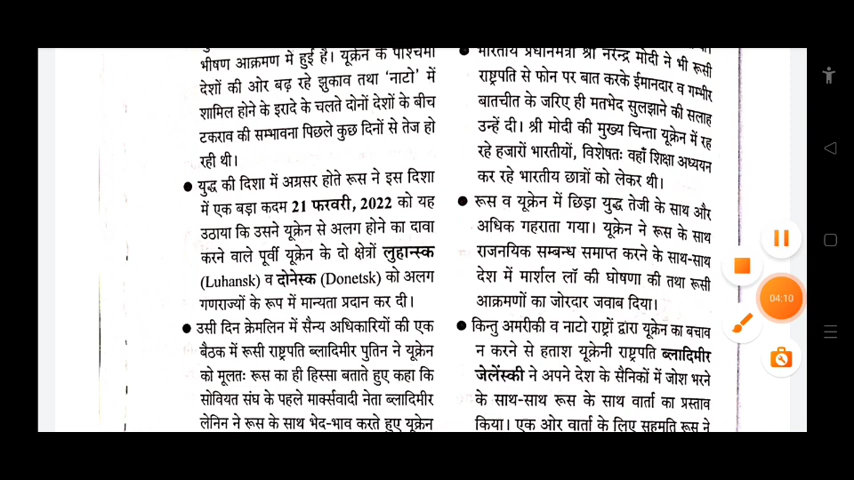 भीषण आक्रमण में हुई है। यूक्रेन के पश्चिमी
देशों की ओर बढ़ रहे झुकाव तथा ‘नाटो’ में
शामिल होने के इरादे के चलते दोनों देशों के बीच
टकराव की सम्भावना पिछले कुछ दिनों से तेज हो
रही थी।
● युद्ध की दिशा में अग्रसर होते रूस ने इस दिशा
में एक बड़ा कदम 21 फरवरी, 2022 को यह
उठाया कि उसने यूक्रेन से अलग होने का दावा
करने वाले पूर्वी यूक्रेन के दो क्षेत्रों लुहान्स्क
(Luhansk) व दोनेस्क (Donetsk) को अलग
गणराज्यों के रूप में मान्यता प्रदान कर दी।
● उसी दिन क्रेमलिन में सैन्य अधिकारियों की एक
बैठक में रूसी राष्ट्रपति ब्लादिमीर पुतिन ने यूक्रेन
को मूलतः रूस का ही हिस्सा बताते हुए कहा कि
सोवियत संघ के पहले मार्क्सवादी नेता ब्लादिमीर
लेनिन ने रूस के साथ भेद-भाव करते हुए यूक्रेन
● भारतीय प्रधानमंत्री श्री नरेन्द्र मोदी ने भी रूसी
राष्ट्रपति से फोन पर बात करके ईमानदार व गम्भीर
बातचीत के जरिए ही मतभेद सुलझाने की सलाह
उन्हें दी। श्री मोदी की मुख्य चिन्ता यूक्रेन में रह
रहे हजारों भारतीयों, विशेषतः वहाँ शिक्षा अध्ययन
कर रहे भारतीय छात्रों को लेकर थी।
● रूस व यूक्रेन में छिड़ा युद्ध तेजी के साथ और
अधिक गहराता गया। यूक्रेन ने रूस के साथ
राजनयिक सम्बन्ध समाप्त करने के साथ-साथ
देश में मार्शल लॉ की घोषणा की तथा रूसी
आक्रमणों का जोरदार जवाब दिया।
● किन्तु अमरीकी व नाटो राष्ट्रों द्वारा यूक्रेन का बचाव
न करने से हताश यूक्रेनी राष्ट्रपति ब्लादिमीर
जेलेंस्की ने अपने देश के सैनिकों में जोश भरने
के साथ-साथ रूस के साथ वार्ता का प्रस्ताव
किया। एक ओर वार्ता के लिए सहमति रूस ने
04:10